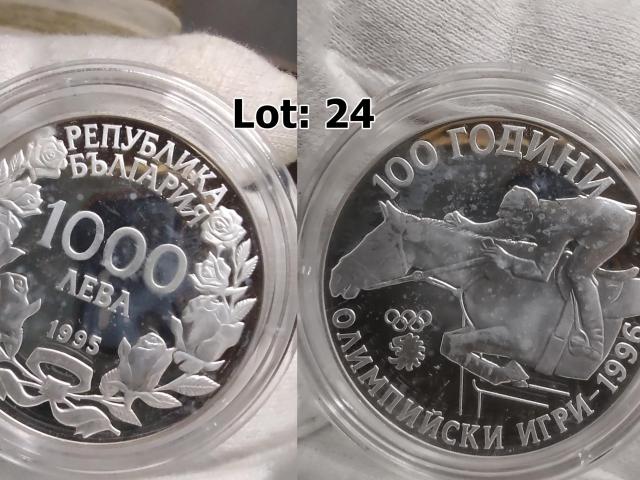 Lot: 24
РЕПУБЛИКА
БЪЛГАРИЯ
1000
ЛЕВА
1995
100 ГОДИНИ
ОЛИМПИЙСКИ ИГРИ-1996